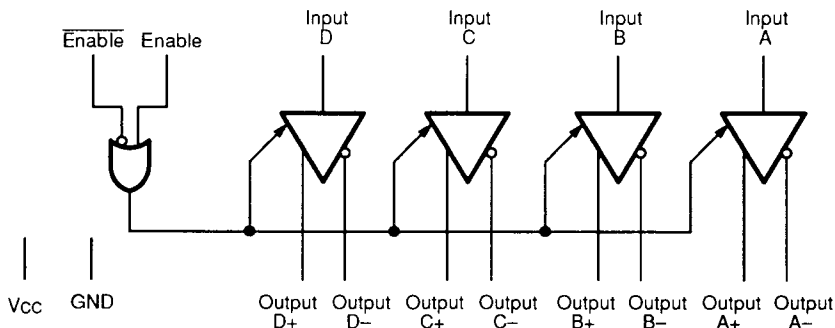 Input
D
Input
C
Input
B
Input
A
Enable Enable
VCC GND
Output
D+
Output
D–
Output
C+
Output
C–
Output
B+
Output
B–
Output
A+
Output
A–